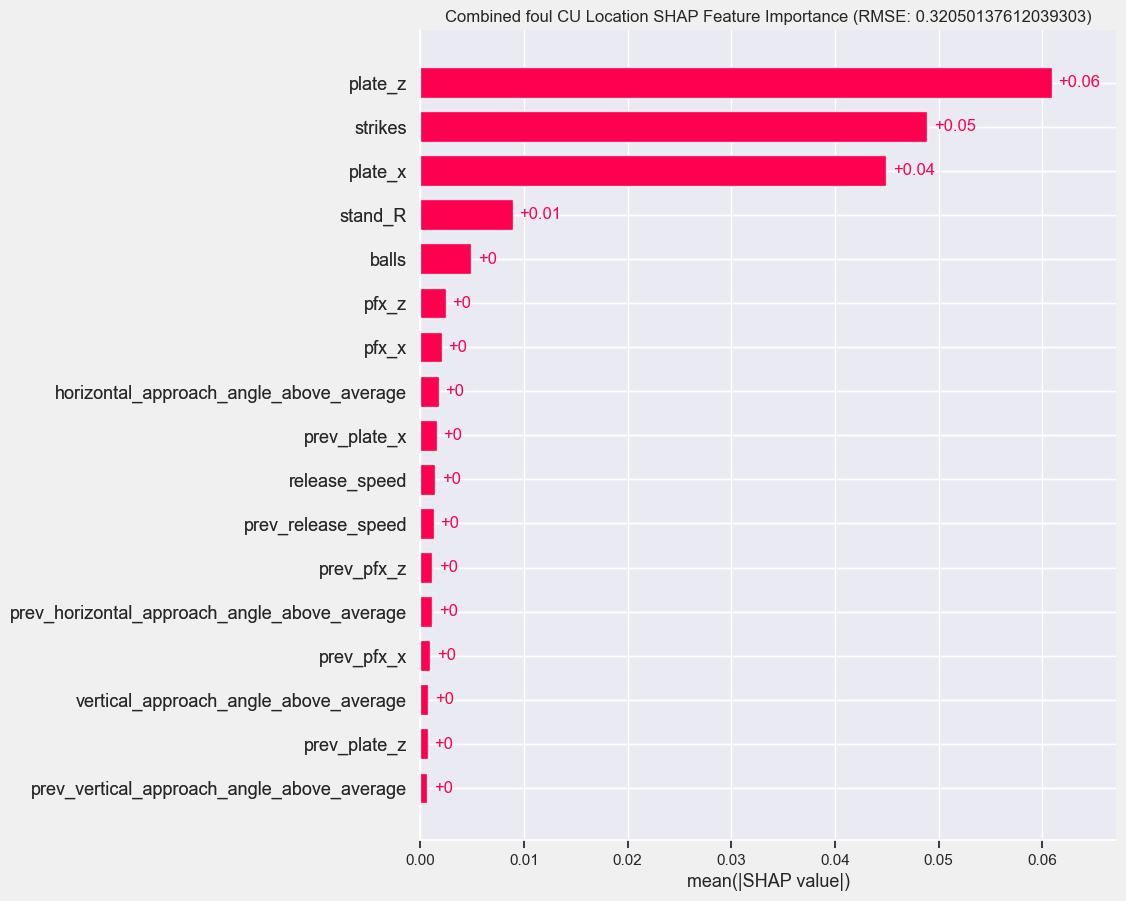 Combined foul CU Location SHAP Feature Importance (RMSE: 0.32050137612039303)
plate_z +0.06
strikes +0.05
plate_x +0.04
stand_R +0.01
balls +0
pfx_z +0
pfx_x +0
horizontal_approach_angle_above_average +0
prev_plate_x +0
release_speed +0
prev_release_speed +0
prev_pfx_z +0
prev_horizontal_approach_angle_above_average +0
prev_pfx_x +0
vertical_approach_angle_above_average +0
prev_plate_z +0
prev_vertical_approach_angle_above_average +0
0.00 0.01 0.02 0.03 0.04 0.05 0.06
mean(|SHAP value|)